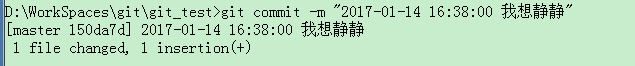 D:\WorkSpaces\git\git_test>git commit -m "2017-01-14 16:38:00 我想静静"
[master 150da7d] 2017-01-14 16:38:00 我想静静
 1 file changed, 1 insertion(+)